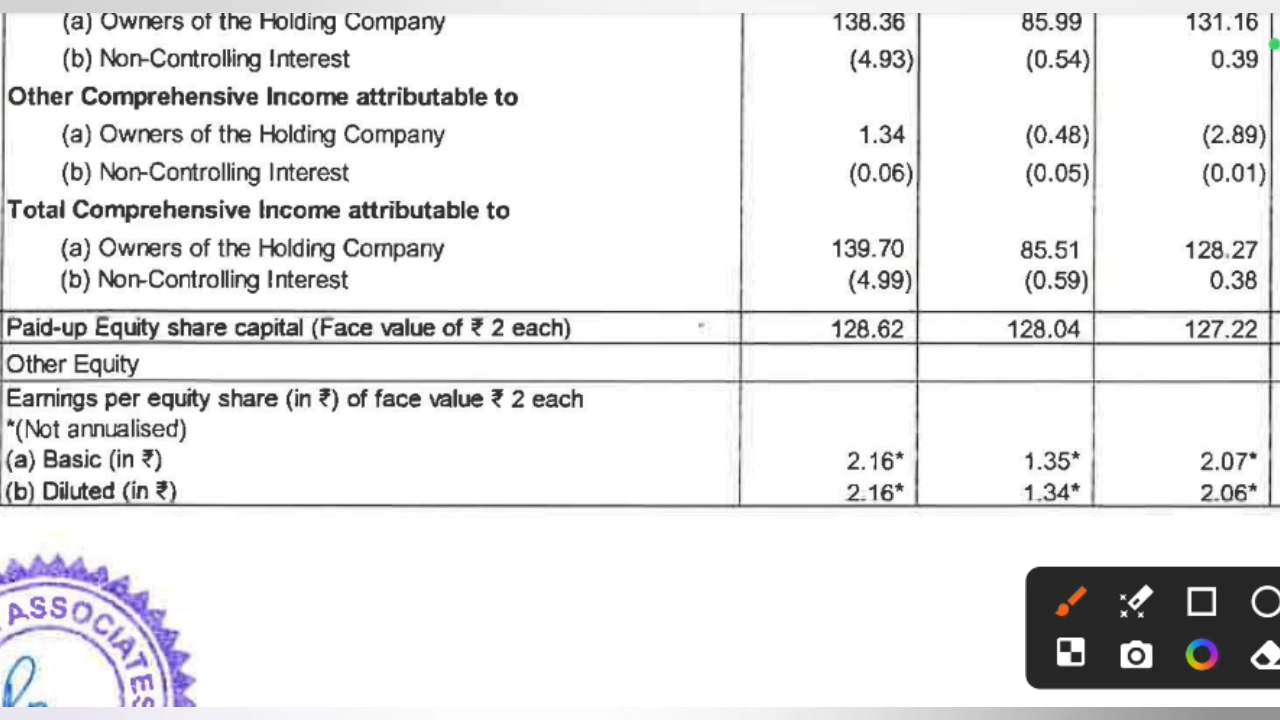 (a) Owners of the Holding Company 138.36 85.99 131.16
(b) Non-Controlling Interest (4.93) (0.54) 0.39
Other Comprehensive Income attributable to
(a) Owners of the Holding Company 1.34 (0.48) (2.89)
(b) Non-Controlling Interest (0.06) (0.05) (0.01)
Total Comprehensive Income attributable to
(a) Owners of the Holding Company 139.70 85.51 128.27
(b) Non-Controlling Interest (4.99) (0.59) 0.38
Paid-up Equity share capital (Face value of ₹ 2 each) 128.62 128.04 127.22
Other Equity
Earnings per equity share (in ₹) of face value ₹ 2 each
*(Not annualised)
(a) Basic (in ₹) 2.16* 1.35* 2.07*
(b) Diluted (in ₹) 2.16* 1.34* 2.06*
ASSOCIATES